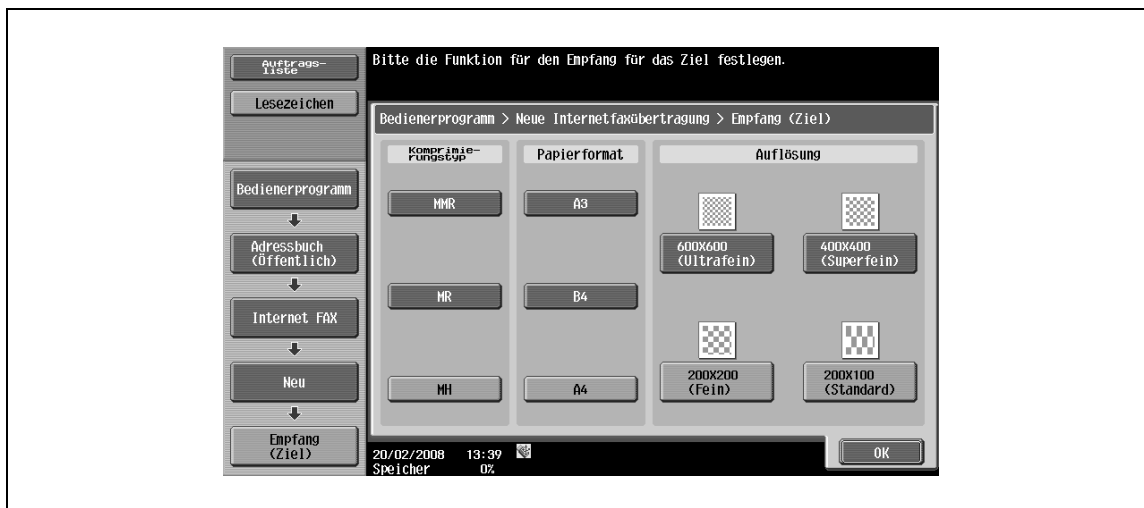 Auftrags-
liste
Lesezeichen
Bedienerprogramm
Adressbuch
(Öffentlich)
Internet FAX
Neu
Empfang
(Ziel)
Bitte die Funktion für den Empfang für das Ziel festlegen.
Bedienerprogramm > Neue Internetfaxübertragung > Empfang (Ziel)
Komprimie-
rungstyp
MMR
MR
MH
Papierformat
A3
B4
A4
Auflösung
600X600
(Ultrafein)
400X400
(Superfein)
200X200
(Fein)
200X100
(Standard)
20/02/2008 13:39
Speicher 0%
OK